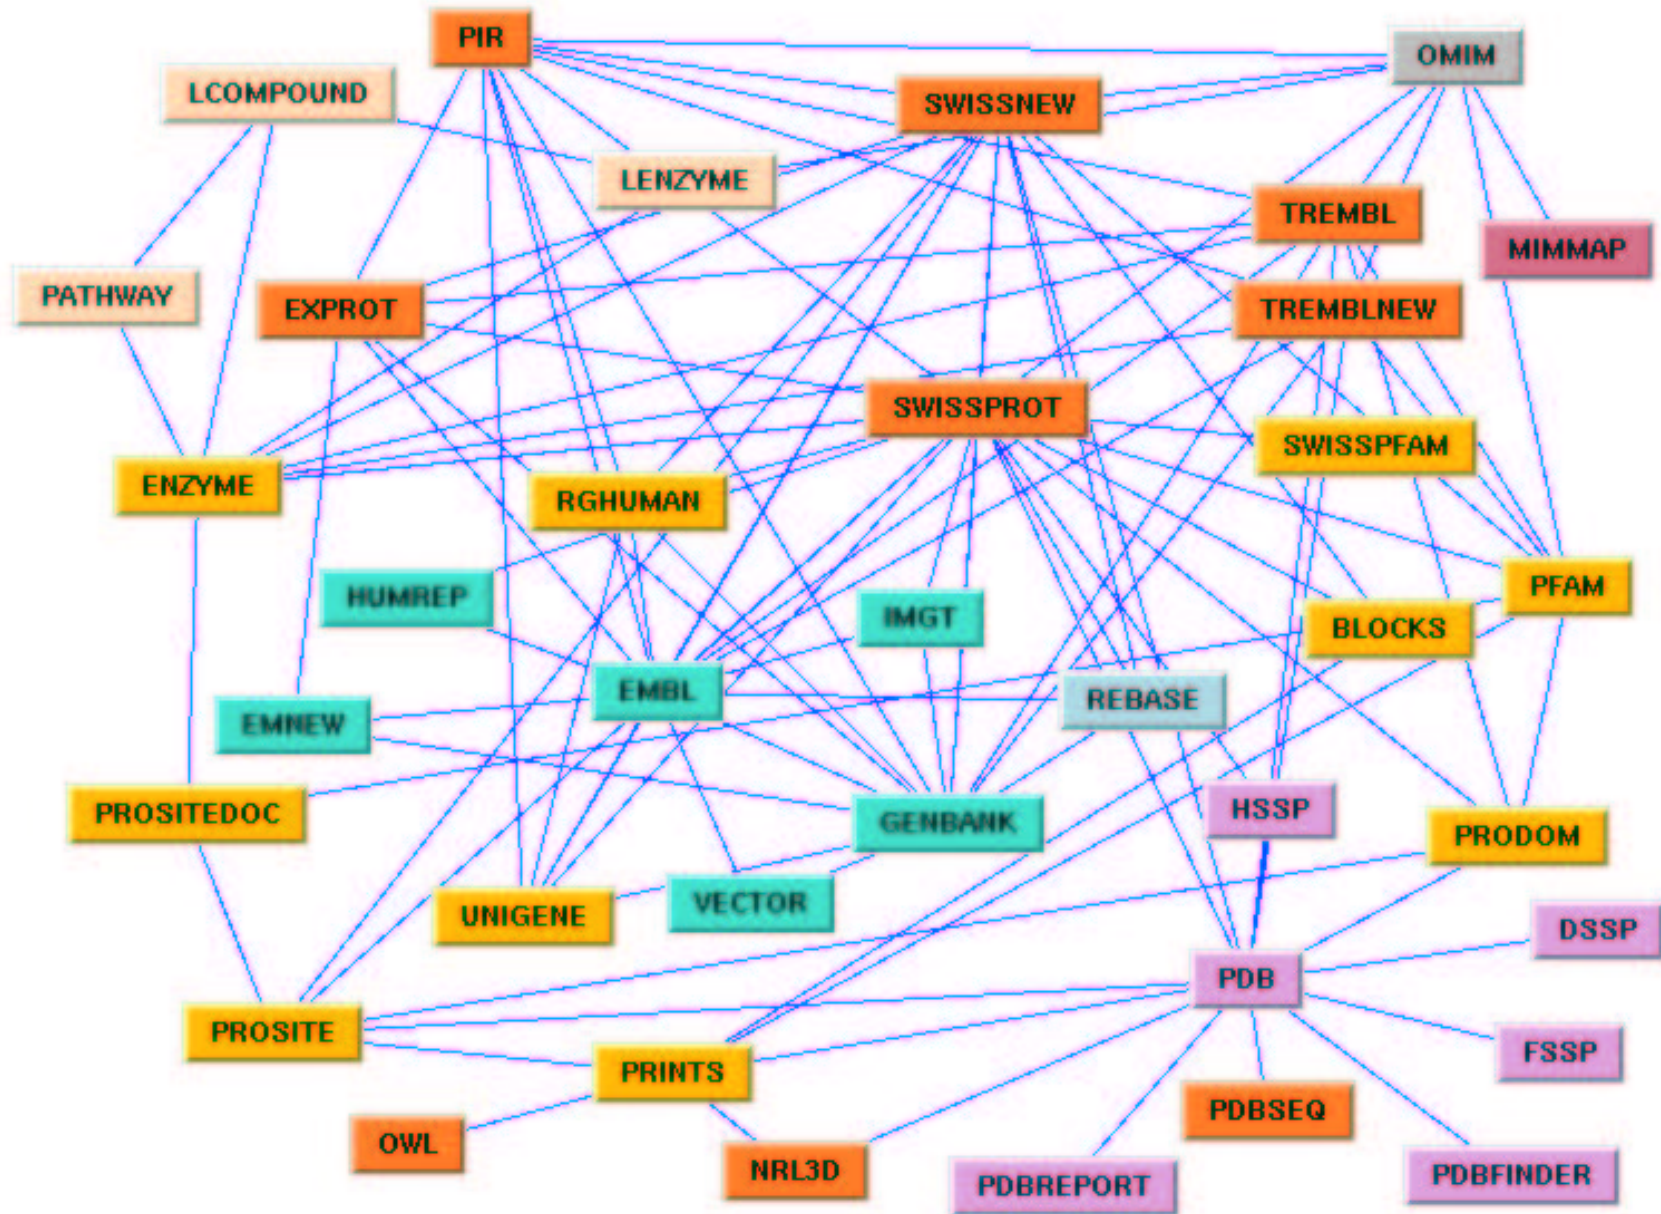 PIR
OMIM
LCOMPOUND
SWISSNEW
LENZYME
TREMBL
MIMMAP
PATHWAY
EXPROT
TREMBLNEW
SWISSPROT
SWISSPFAM
ENZYME
RGHUMAN
HUMREP
IMGT
PFAM
BLOCKS
EMBL
REBASE
EMNEW
PROSITEDOC
GENBANK
HSSP
PRODOM
UNIGENE
VECTOR
DSSP
PDB
PROSITE
FSSP
PRINTS
PDBSEQ
OWL
NRL3D
PDBREPORT
PDBFINDER